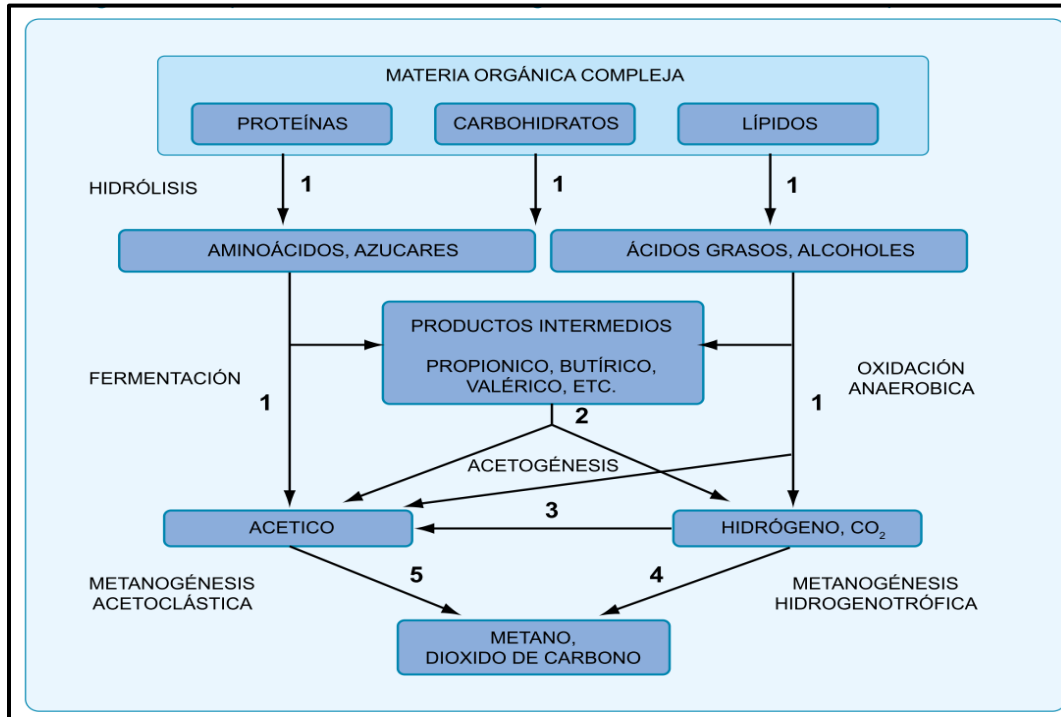 MATERIA ORGÁNICA COMPLEJA
PROTEÍNAS
CARBOHIDRATOS
LÍPIDOS
HIDRÓLISIS
1
1
1
AMINOÁCIDOS, AZUCARES
ÁCIDOS GRASOS, ALCOHOLES
PRODUCTOS INTERMEDIOS
PROPIONICO, BUTÍRICO,
VALÉRICO, ETC.
FERMENTACIÓN
1
OXIDACIÓN
ANAEROBICA
1
2
ACETOGÉNESIS
ACETICO
3
HIDRÓGENO, CO₂
METANOGÉNESIS
ACETOCLÁSTICA
5
4
METANOGÉNESIS
HIDROGENOTRÓFICA
METANO,
DIOXIDO DE CARBONO